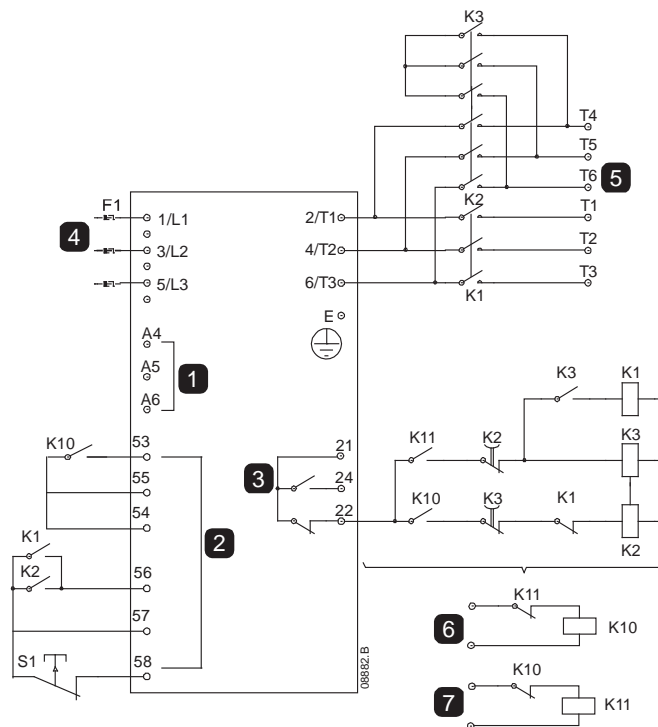 K3
T4
T5
T6
5
F1
1/L1
2/T1
K2
T1
4
3/L2
4/T2
T2
5/L3
6/T3
K1
T3
E
A4
A5
1
A6
K3
K1
K10
53
21
K11
K2
K3
55
3
24
54
22
K10
K3
K1
K2
2
K1
K2
56
57
S1
58
08882.B
K11
6
K10
K10
7
K11